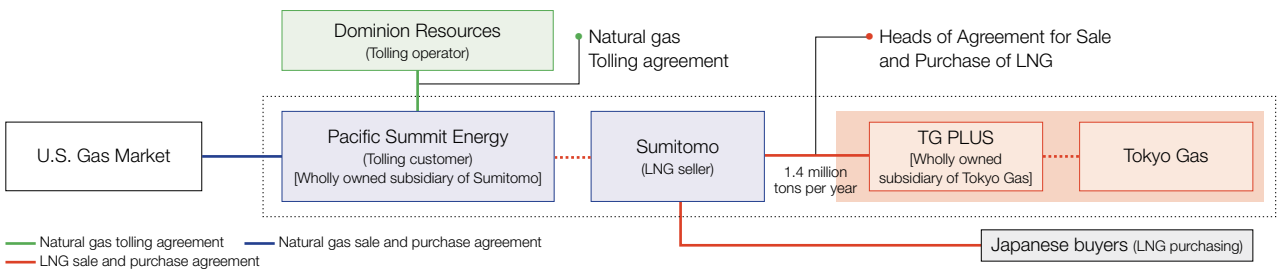 Dominion Resources
(Tolling operator)
Natural gas
Tolling agreement
Heads of Agreement for Sale
and Purchase of LNG
U.S. Gas Market
Pacific Summit Energy
(Tolling customer)
[Wholly owned subsidiary of Sumitomo]
Sumitomo
(LNG seller)
1.4 million
tons per year
TG PLUS
[Wholly owned
subsidiary of Tokyo Gas]
Tokyo Gas
Japanese buyers (LNG purchasing)
Natural gas tolling agreement
Natural gas sale and purchase agreement
LNG sale and purchase agreement